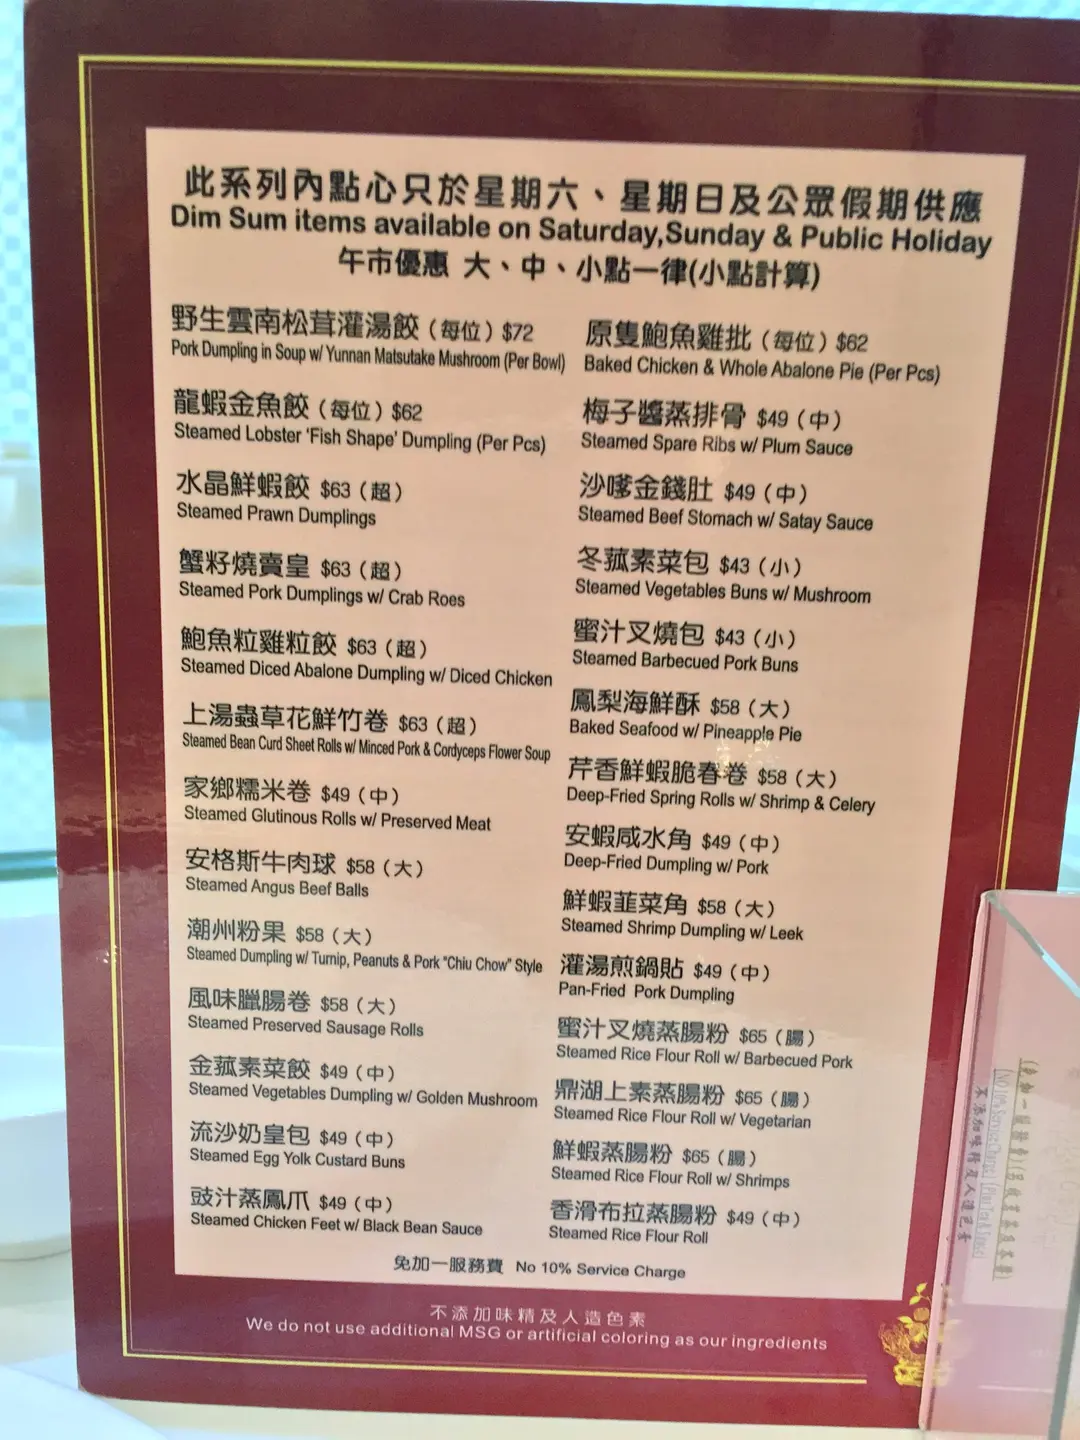 此系列內點心只於星期六、星期日及公眾假期供應
Dim Sum items available on Saturday,Sunday & Public Holiday
午市優惠 大、中、小點一律(小點計算)
野生雲南松茸灌湯餃（每位）$72
Pork Dumpling in Soup w/ Yunnan Matsutake Mushroom (Per Bowl)
龍蝦金魚餃（每位）$62
Steamed Lobster ‘Fish Shape’ Dumpling (Per Pcs)
水晶鮮蝦餃 $63（超）
Steamed Prawn Dumplings
蟹籽燒賣皇 $63（超）
Steamed Pork Dumplings w/ Crab Roes
鮑魚粒雞粒餃 $63（超）
Steamed Diced Abalone Dumpling w/ Diced Chicken
上湯蟲草花鮮竹卷 $63（超）
Steamed Bean Curd Sheet Rolls w/ Minced Pork & Cordyceps Flower Soup
家鄉糯米卷 $49（中）
Steamed Glutinous Rolls w/ Preserved Meat
安格斯牛肉球 $58（大）
Steamed Angus Beef Balls
潮州粉果 $58（大）
Steamed Dumpling w/ Turnip, Peanuts & Pork "Chiu Chow" Style
風味臘腸卷 $58（大）
Steamed Preserved Sausage Rolls
金菰素菜餃 $49（中）
Steamed Vegetables Dumpling w/ Golden Mushroom
流沙奶皇包 $49（中）
Steamed Egg Yolk Custard Buns
豉汁蒸鳳爪 $49（中）
Steamed Chicken Feet w/ Black Bean Sauce
原隻鮑魚雞批（每位）$62
Baked Chicken & Whole Abalone Pie (Per Pcs)
梅子醬蒸排骨 $49（中）
Steamed Spare Ribs w/ Plum Sauce
沙嗲金錢肚 $49（中）
Steamed Beef Stomach w/ Satay Sauce
冬菰素菜包 $43（小）
Steamed Vegetables Buns w/ Mushroom
蜜汁叉燒包 $43（小）
Steamed Barbecued Pork Buns
鳳梨海鮮酥 $58（大）
Baked Seafood w/ Pineapple Pie
芹香鮮蝦脆春卷 $58（大）
Deep-Fried Spring Rolls w/ Shrimp & Celery
安蝦咸水角 $49（中）
Deep-Fried Dumpling w/ Pork
鮮蝦韮菜角 $58（大）
Steamed Shrimp Dumpling w/ Leek
灌湯煎鍋貼 $49（中）
Pan-Fried Pork Dumpling
蜜汁叉燒蒸腸粉 $65（腸）
Steamed Rice Flour Roll w/ Barbecued Pork
鼎湖上素蒸腸粉 $65（腸）
Steamed Rice Flour Roll w/ Vegetarian
鮮蝦蒸腸粉 $65（腸）
Steamed Rice Flour Roll w/ Shrimps
香滑布拉蒸腸粉 $49（中）
Steamed Rice Flour Roll
免加一服務費 No 10% Service Charge
不添加味精及人造色素
We do not use additional MSG or artificial coloring as our ingredients
不添加味精及人造色素